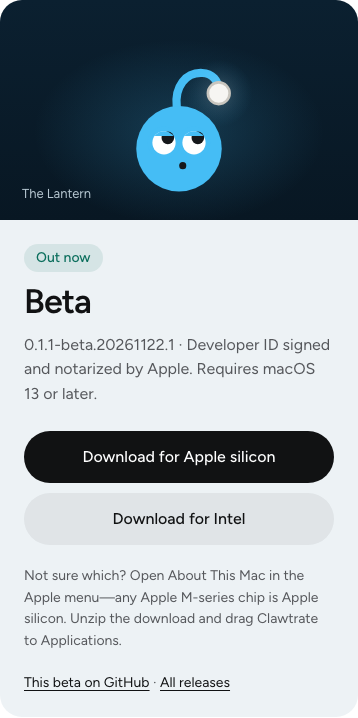 The Lantern
Out now
Beta
0.1.1-beta.20261122.1 · Developer ID signed
and notarized by Apple. Requires macOS
13 or later.
Download for Apple silicon
Download for Intel
Not sure which? Open About This Mac in the
Apple menu—any Apple M-series chip is Apple
silicon. Unzip the download and drag Clawtrate
to Applications.
This beta on GitHub · All releases